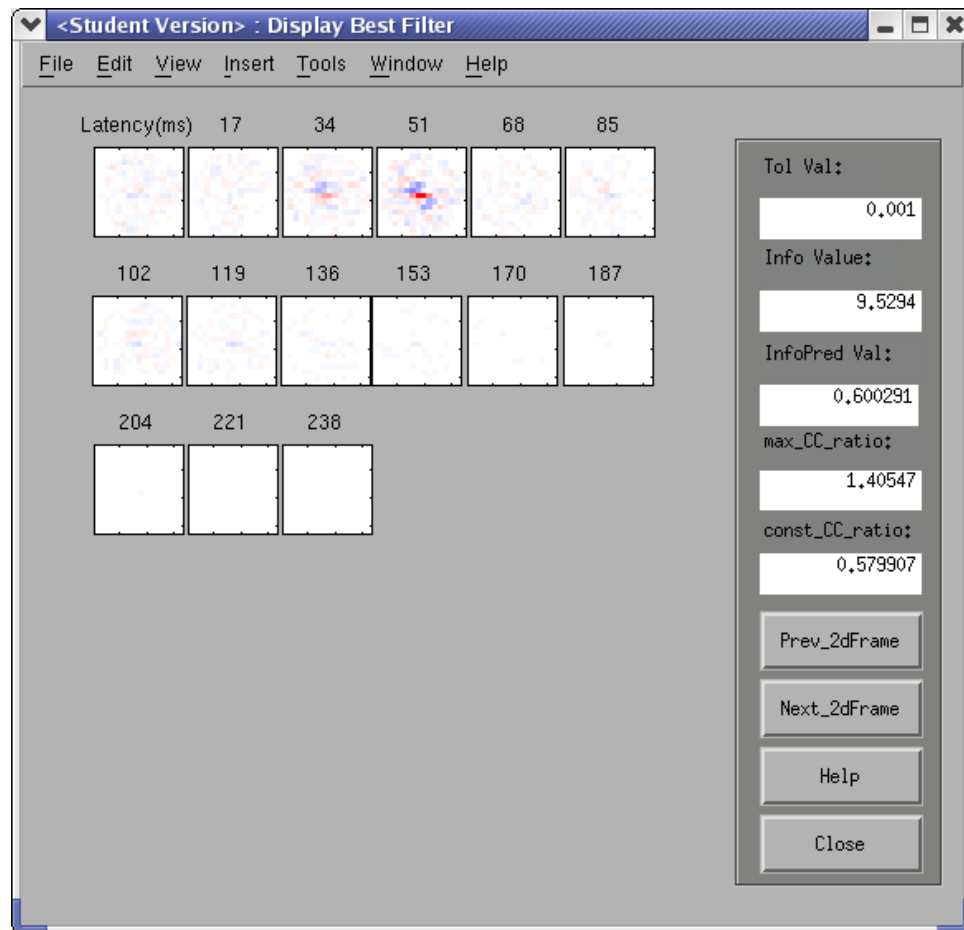 <Student Version> : Display Best Filter
File Edit View Insert Tools Window Help
Latency(ms) 17 34 51 68 85
102 119 136 153 170 187
204 221 238
Tol Val:
0.001
Info Value:
9.5294
InfoPred Val:
0.600291
max_CC_ratio:
1.40547
const_CC_ratio:
0.579907
Prev_2dFrame
Next_2dFrame
Help
Close